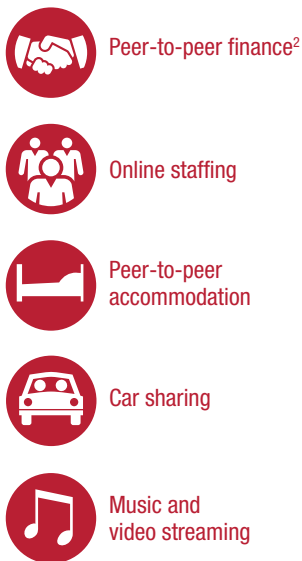 Peer-to-peer finance²
Online staffing
Peer-to-peer
accommodation
Car sharing
Music and
video streaming